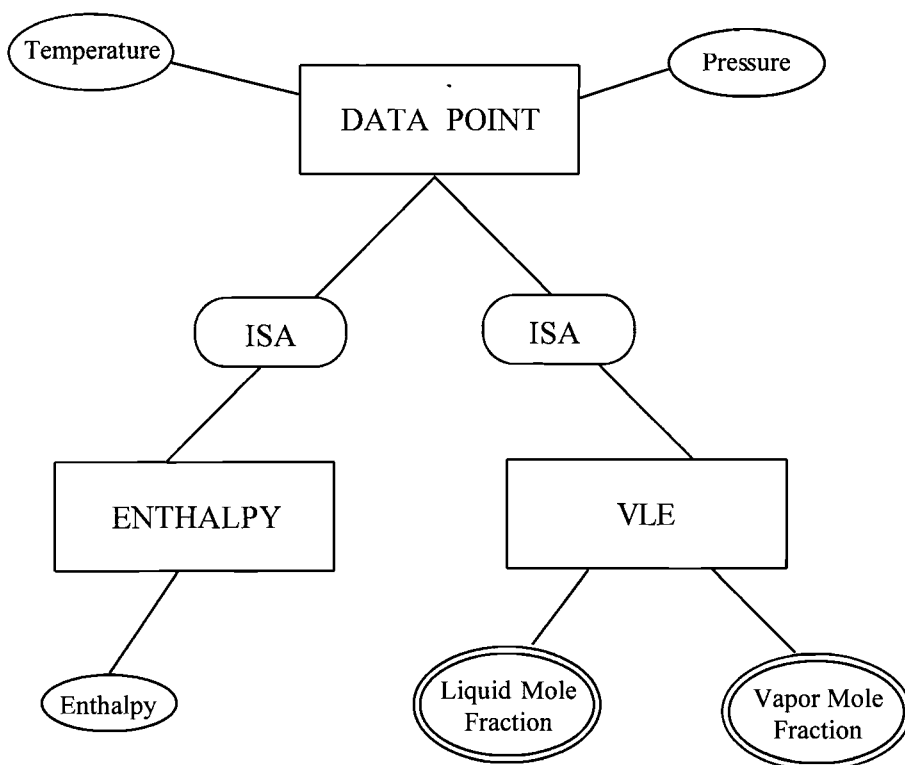 Temperature
Pressure
DATA POINT
ISA
ISA
ENTHALPY
VLE
Enthalpy
Liquid Mole
Fraction
Vapor Mole
Fraction